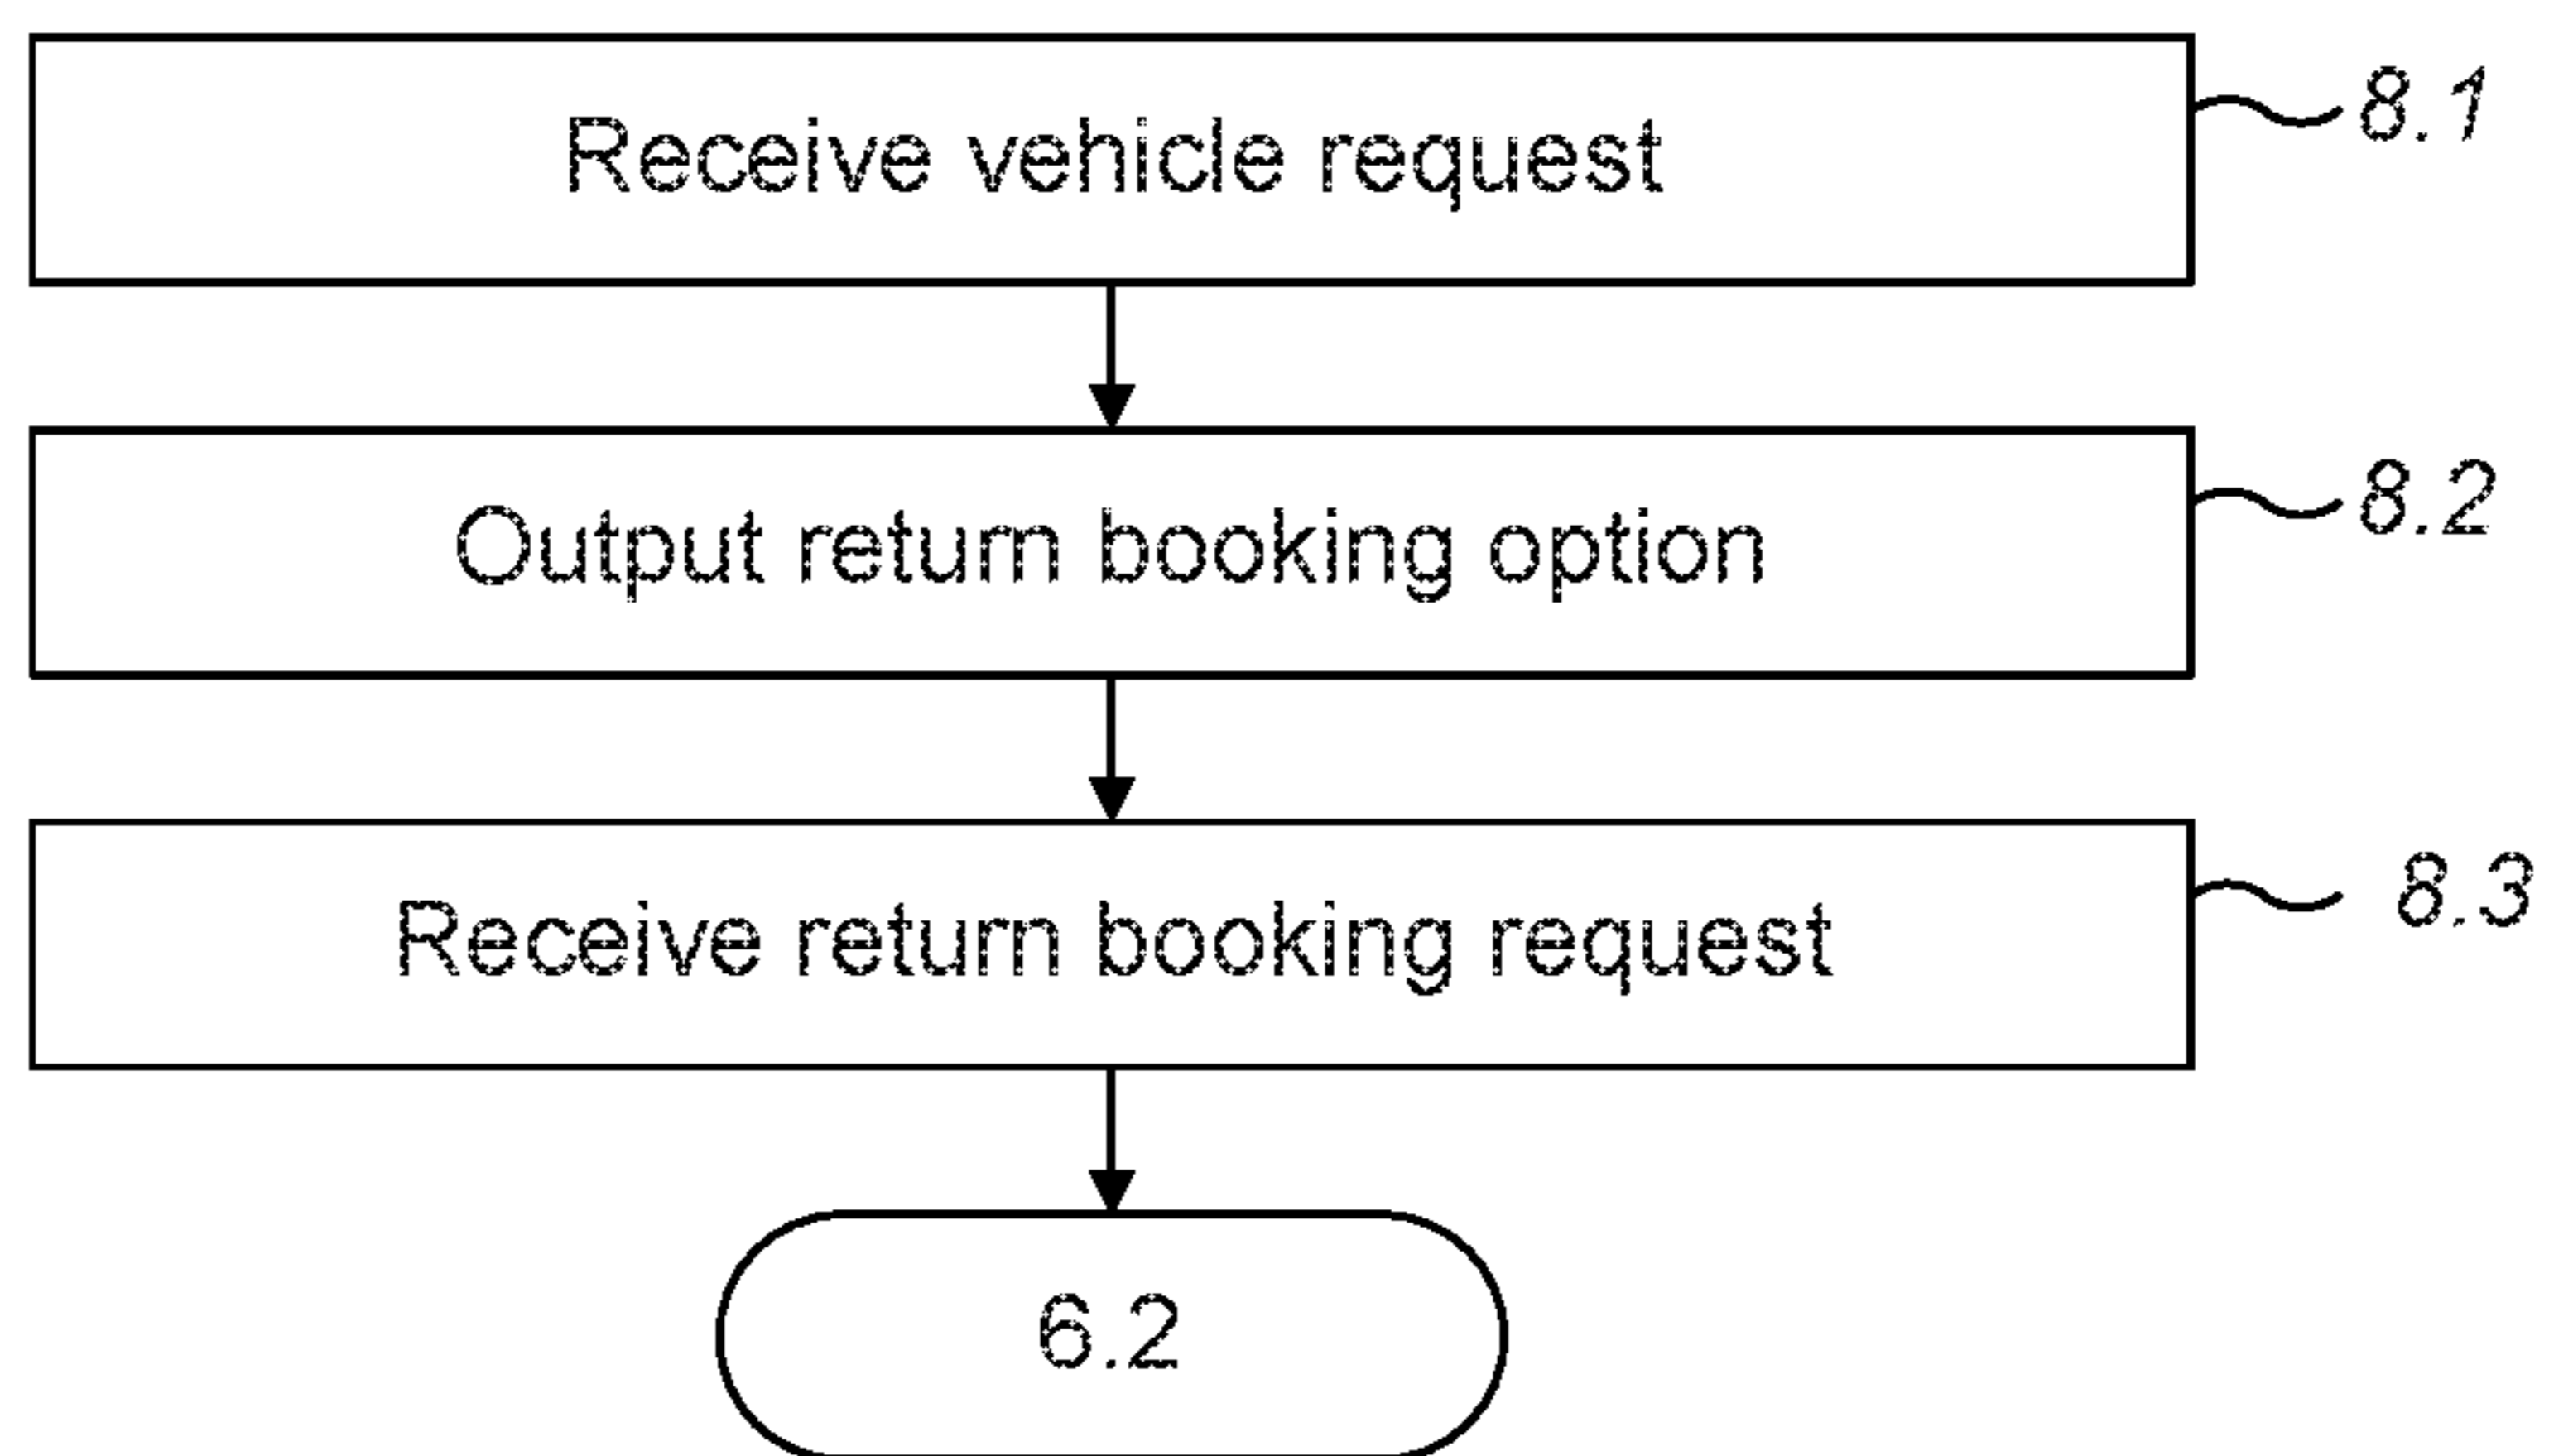 Receive vehicle request
8.1
Output return booking option
8.2
Receive return booking request
8.3
6.2